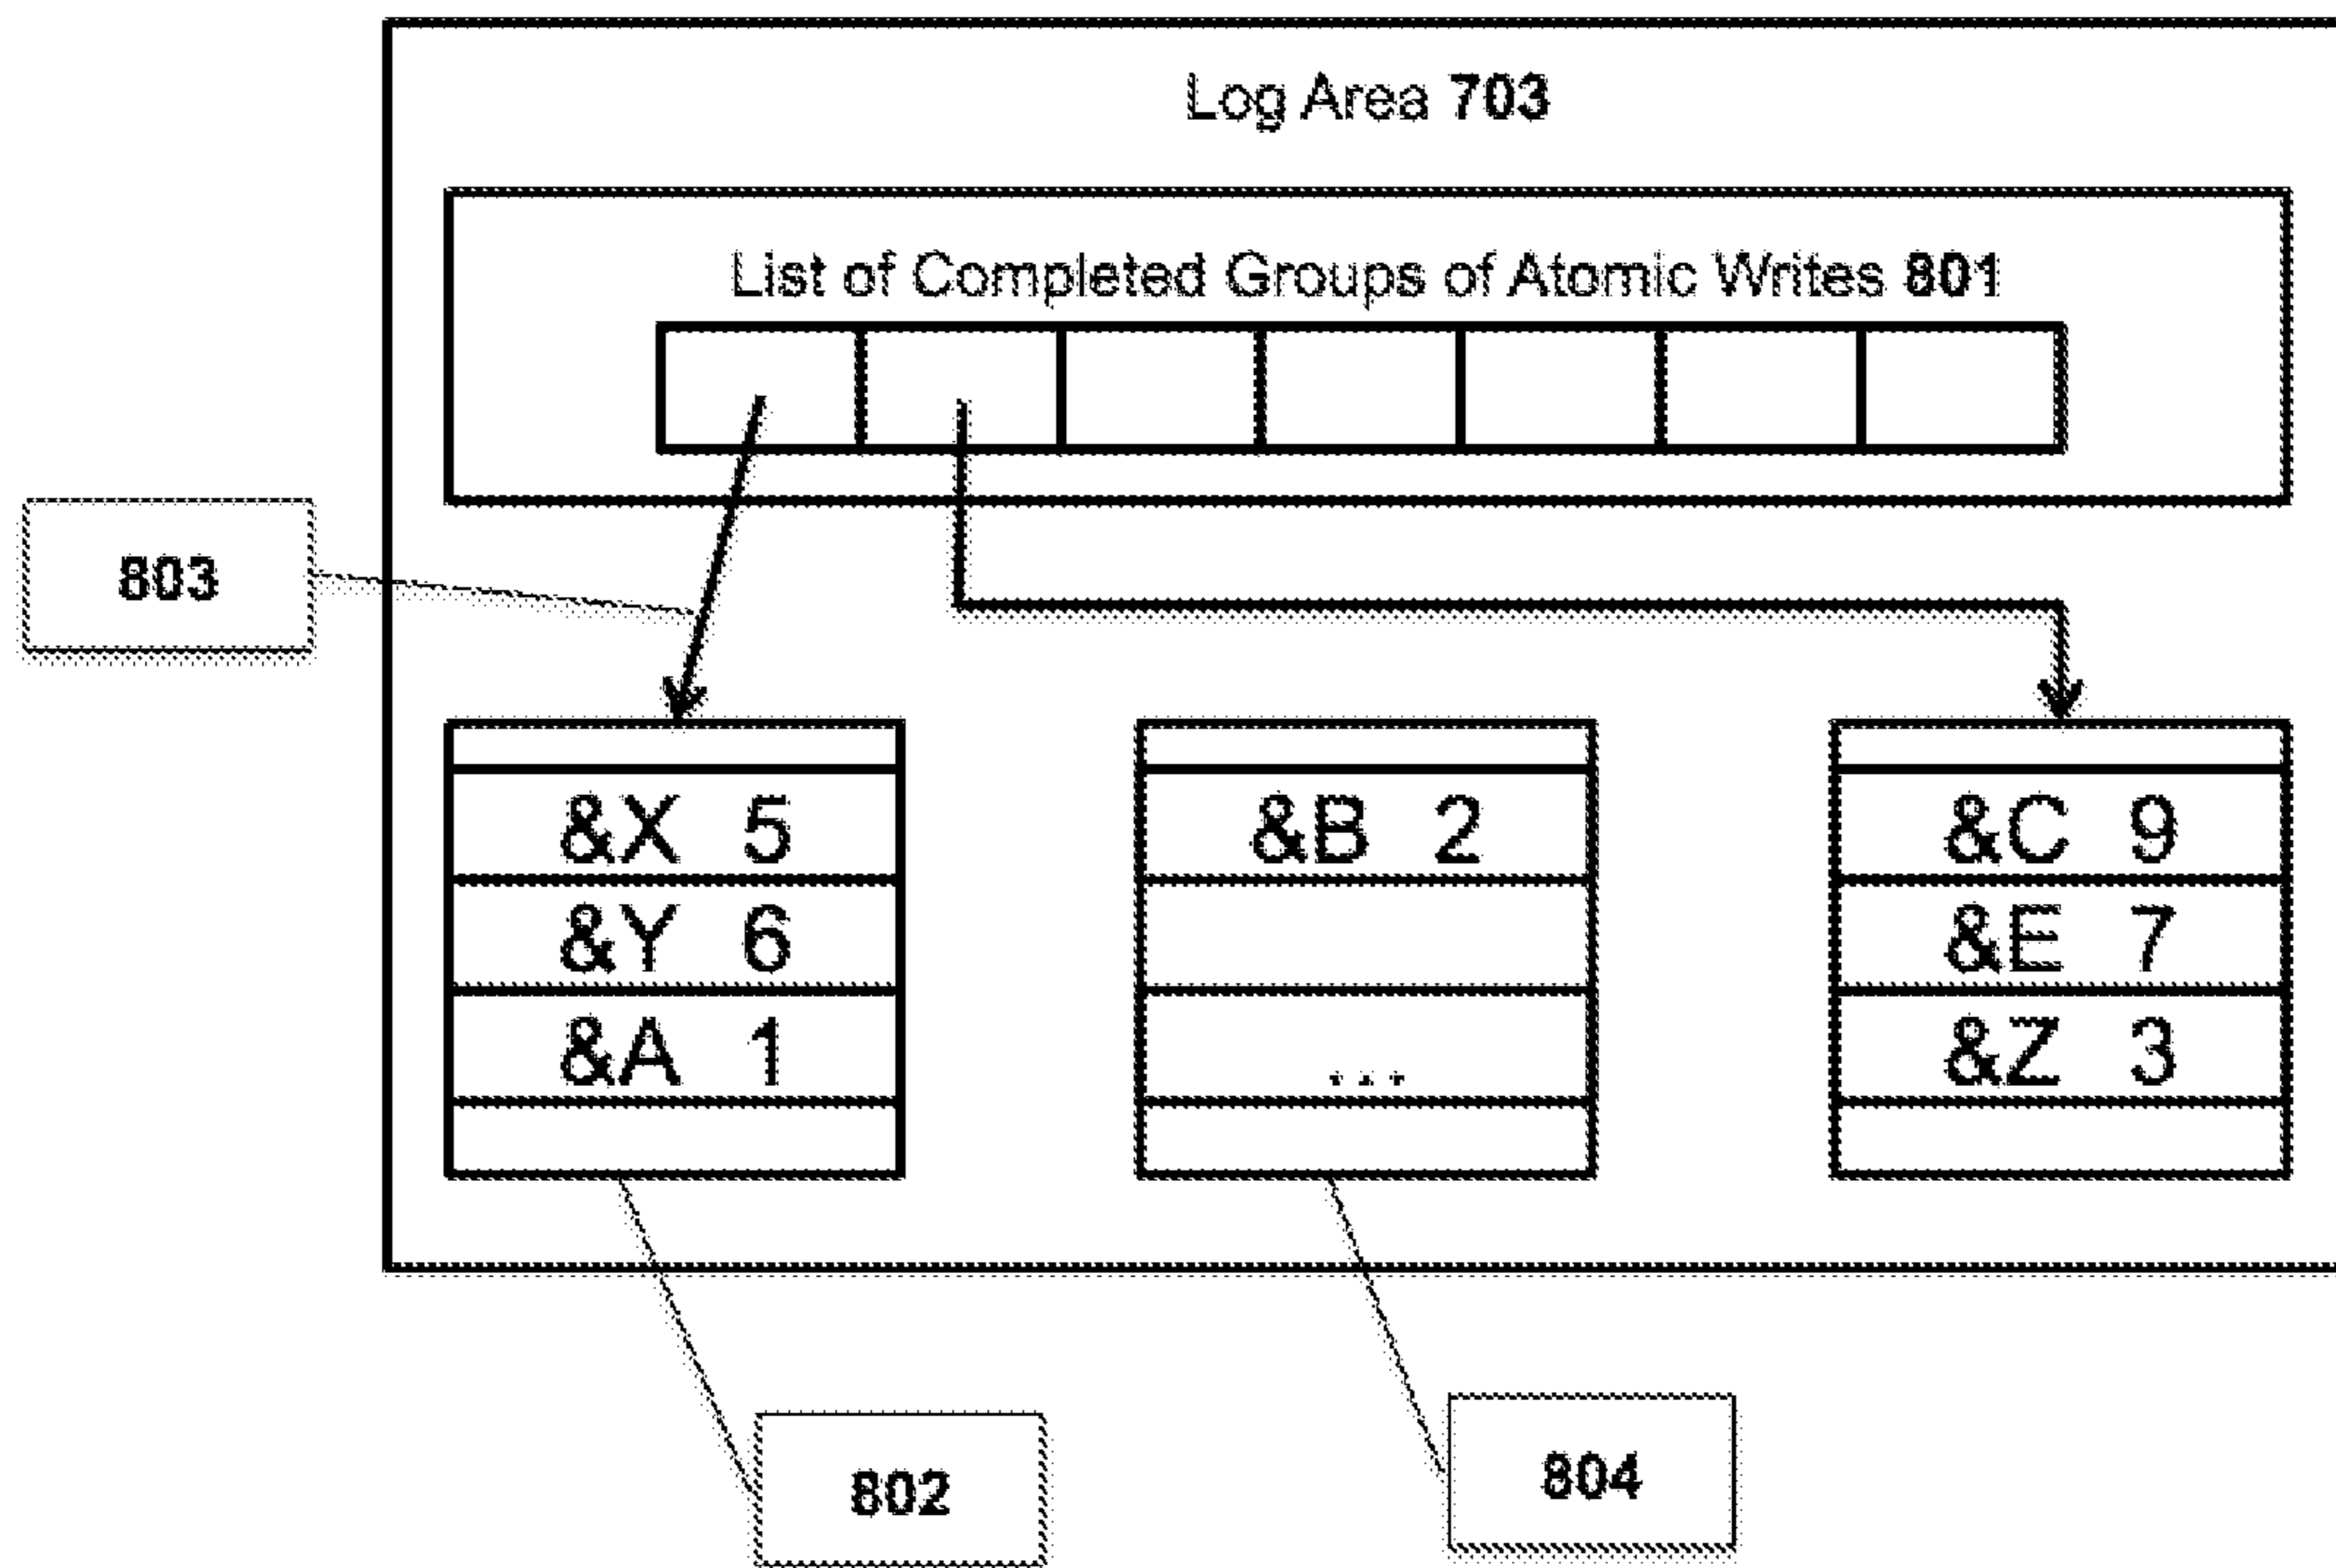 Log Area 703
List of Completed Groups of Atomic Writes 801
803
&X 5
&Y 6
&A 1
&B 2
...
&C 9
&E 7
&Z 3
802
804